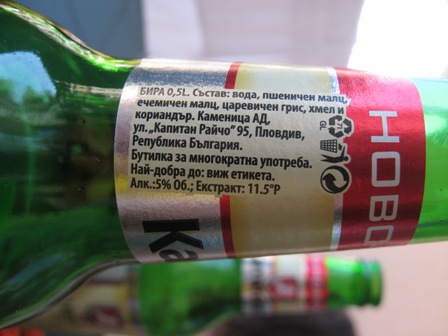 БИРА 0,5L. Състав: вода, пшеничен малц,
ечемичен малц, царевичен грис, хмел и
кориандър. Каменица АД,
ул. „Капитан Райчо" 95, Пловдив,
Република България.
Бутилка за многократна употреба.
Най-добра до: виж етикета.
Алк.:5% Об.; Екстракт: 11.5°P
GL
НОВО
Ка